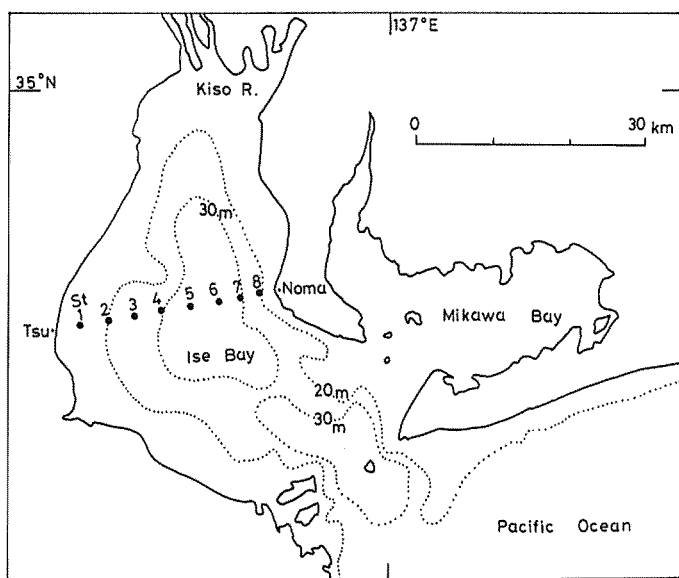 137°E
35°N
Kiso R.
0 30 km
30 m
St
1 2 3 4 5 6 7 8
Noma
Tsu
Mikawa Bay
Ise Bay
20 m
30 m
Pacific Ocean